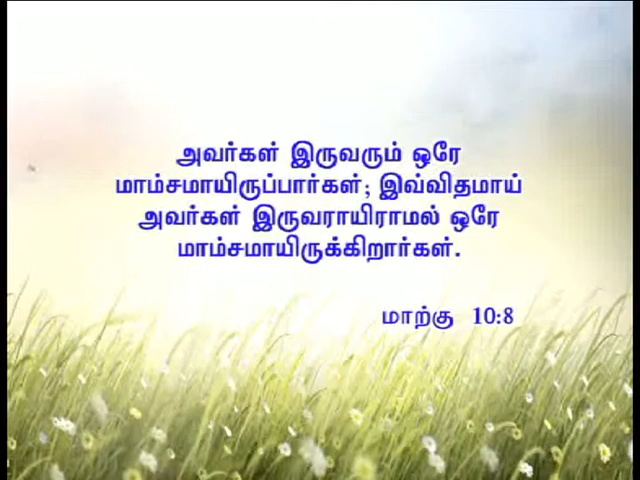 அவர்கள் இருவரும் ஒரே
மாம்சமாயிருப்பார்கள்; இவ்விதமாய்
அவர்கள் இருவராயிராமல் ஒரே
மாம்சமாயிருக்கிறார்கள்.
மாற்கு 10:8